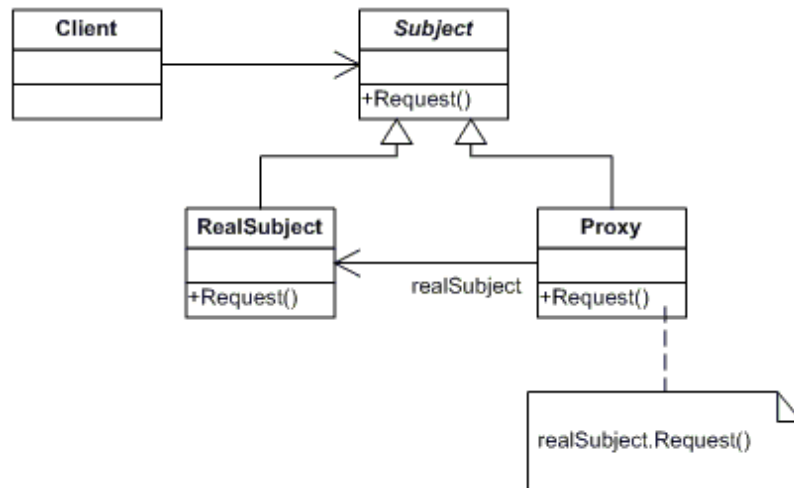 Client
Subject
+Request()
RealSubject
Proxy
realSubject
+Request()
+Request()
realSubject.Request()